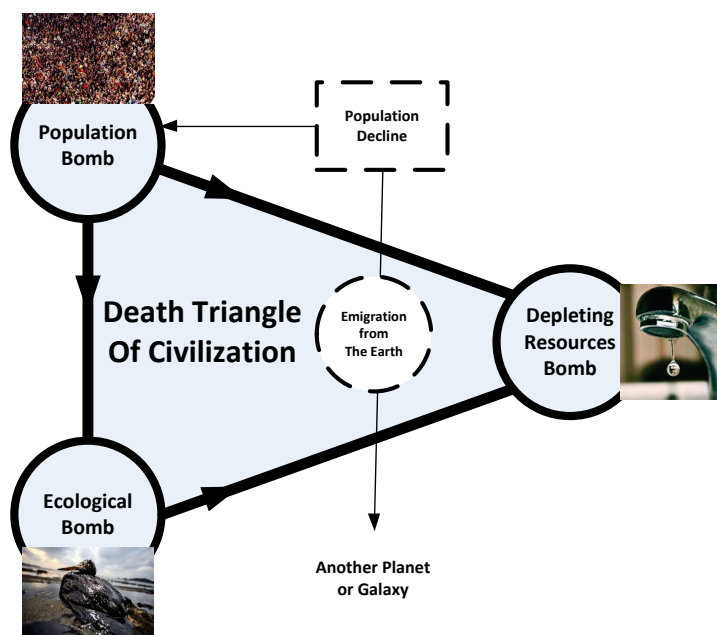 Population
Bomb
Population
Decline
Death Triangle
Of Civilization
Emigration
from
The Earth
Depleting
Resources
Bomb
Ecological
Bomb
Another Planet
or Galaxy